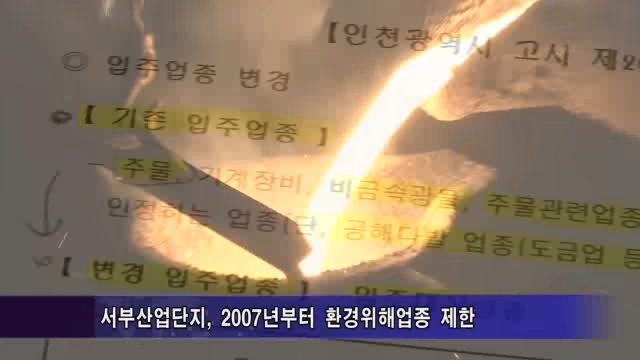 [인천광역시 고시 제2
◎ 입주업종 변경
[ 기존 입주업종 ]
- 주물, 기계장비, 비금속광물, 주물관련업종
인정하는 업종(단, 공해다발 업종(도금업 등
[ 변경 입주업종 ]
서부산업단지, 2007년부터 환경위해업종 제한